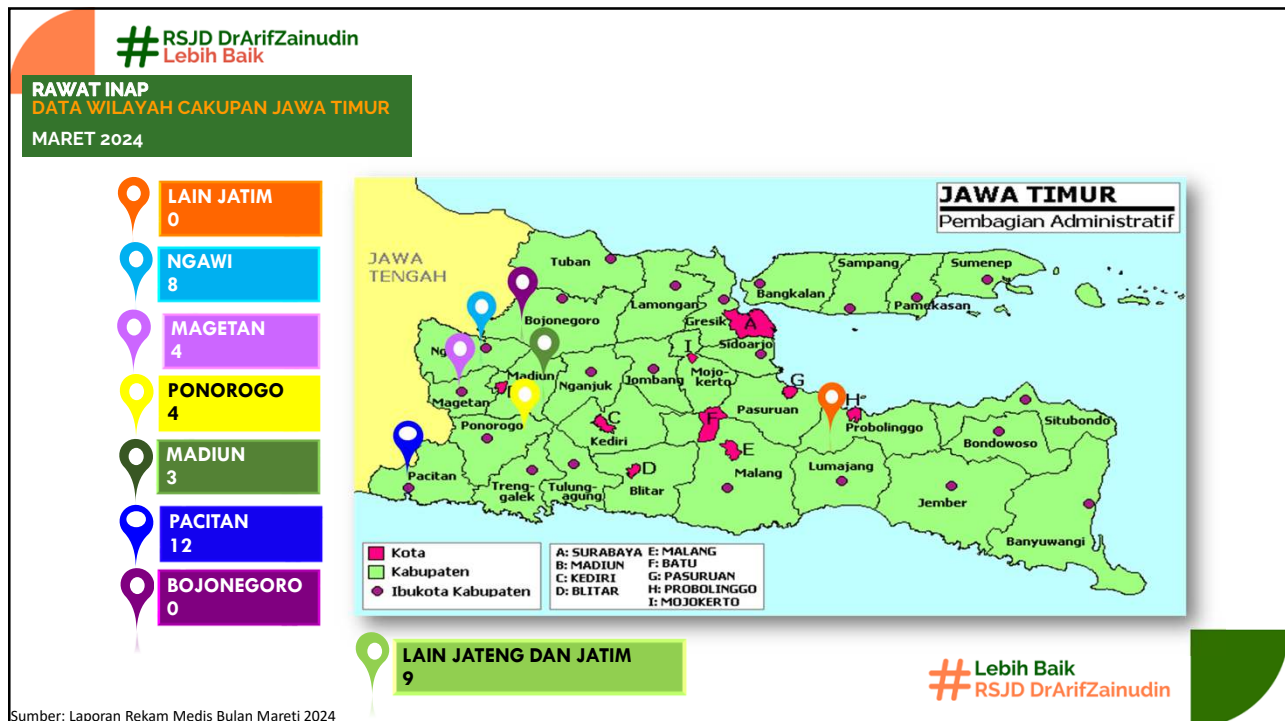 RSJD DrArifZainudin
Lebih Baik
RAWAT INAP
DATA WILAYAH CAKUPAN JAWA TIMUR
MARET 2024
LAIN JATIM
0
NGAWI
8
MAGETAN
4
PONOROGO
4
MADIUN
3
PACITAN
12
BOJONEGORO
0
JAWA TIMUR
Pembagian Administratif
JAWA
TENGAH
Tuban
Sampang
Sumenep
Bangkalan
Pamekasan
Lamongan
Bojonegoro
Gresik
A
Sidoarjo
I
Ng
Madiun
Nganjuk
Jombang
Mojo-
kerto
G
Magetan
Pasuruan
H
Probolinggo
Situbondo
Ponorogo
C
Kediri
F
Bondowoso
E
Pacitan
Treng-
galek
Tulung-
agung
D
Blitar
Malang
Lumajang
Jember
Banyuwangi
Kota
Kabupaten
Ibukota Kabupaten
A: SURABAYA E: MALANG
B: MADIUN F: BATU
C: KEDIRI G: PASURUAN
D: BLITAR H: PROBOLINGGO
I: MOJOKERTO
LAIN JATENG DAN JATIM
9
Lebih Baik
RSJD DrArifZainudin
Sumber: Laporan Rekam Medis Bulan Mareti 2024